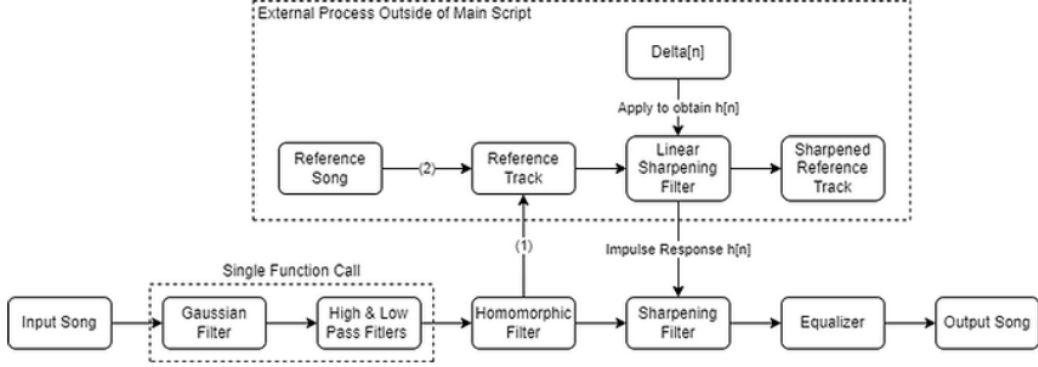 External Process Outside of Main Script
Delta[n]
Apply to obtain h[n]
Reference
Song
(2)
Reference
Track
Linear
Sharpening
Filter
Sharpened
Reference
Track
(1)
Impulse Response h[n]
Single Function Call
Input Song
Gaussian
Filter
High & Low
Pass Fitlers
Homomorphic
Filter
Sharpening
Filter
Equalizer
Output Song